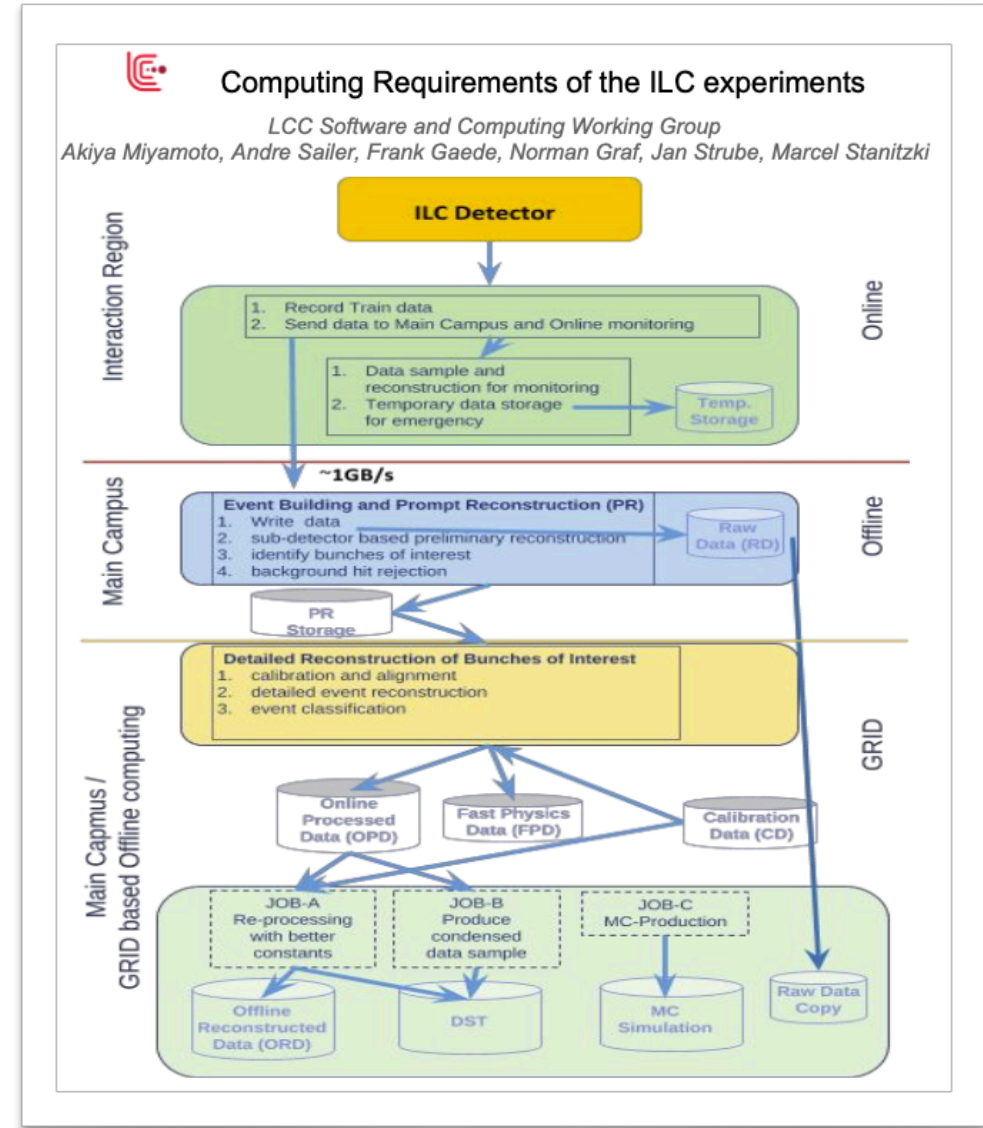 Computing Requirements of the ILC experiments
LCC Software and Computing Working Group
Akiya Miyamoto, Andre Sailer, Frank Gaede, Norman Graf, Jan Strube, Marcel Stanitzki
ILC Detector
Interaction Region
Online
1. Record Train data
2. Send data to Main Campus and Online monitoring
1. Data sample and
reconstruction for monitoring
2. Temporary data storage
for emergency
Temp.
Storage
~1GB/s
Main Campus
Offline
Event Building and Prompt Reconstruction (PR)
1. Write data
2. sub-detector based preliminary reconstruction
3. identify bunches of interest
4. background hit rejection
Raw
Data (RD)
PR
Storage
Detailed Reconstruction of Bunches of Interest
1. calibration and alignment
2. detailed event reconstruction
3. event classification
Main Capmus /
GRID based Offline computing
GRID
Online
Processed
Data (OPD)
Fast Physics
Data (FPD)
Calibration
Data (CD)
JOB-A
Re-processing
with better
constants
JOB-B
Produce
condensed
data sample
JOB-C
MC-Production
Offline
Reconstructed
Data (ORD)
DST
MC
Simulation
Raw Data
Copy